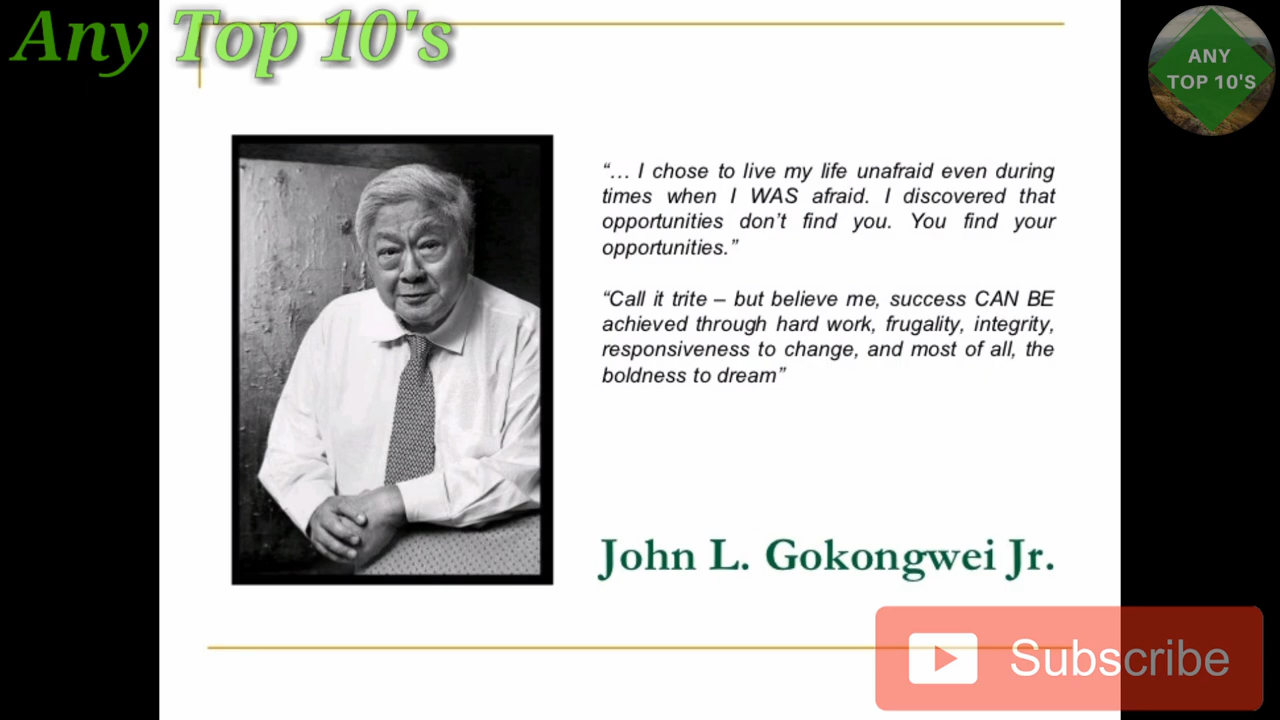 Any Top 10's
ANY
TOP 10'S
“… I chose to live my life unafraid even during
times when I WAS afraid. I discovered that
opportunities don’t find you. You find your
opportunities.”
“Call it trite – but believe me, success CAN BE
achieved through hard work, frugality, integrity,
responsiveness to change, and most of all, the
boldness to dream”
John L. Gokongwei Jr.
Subscribe